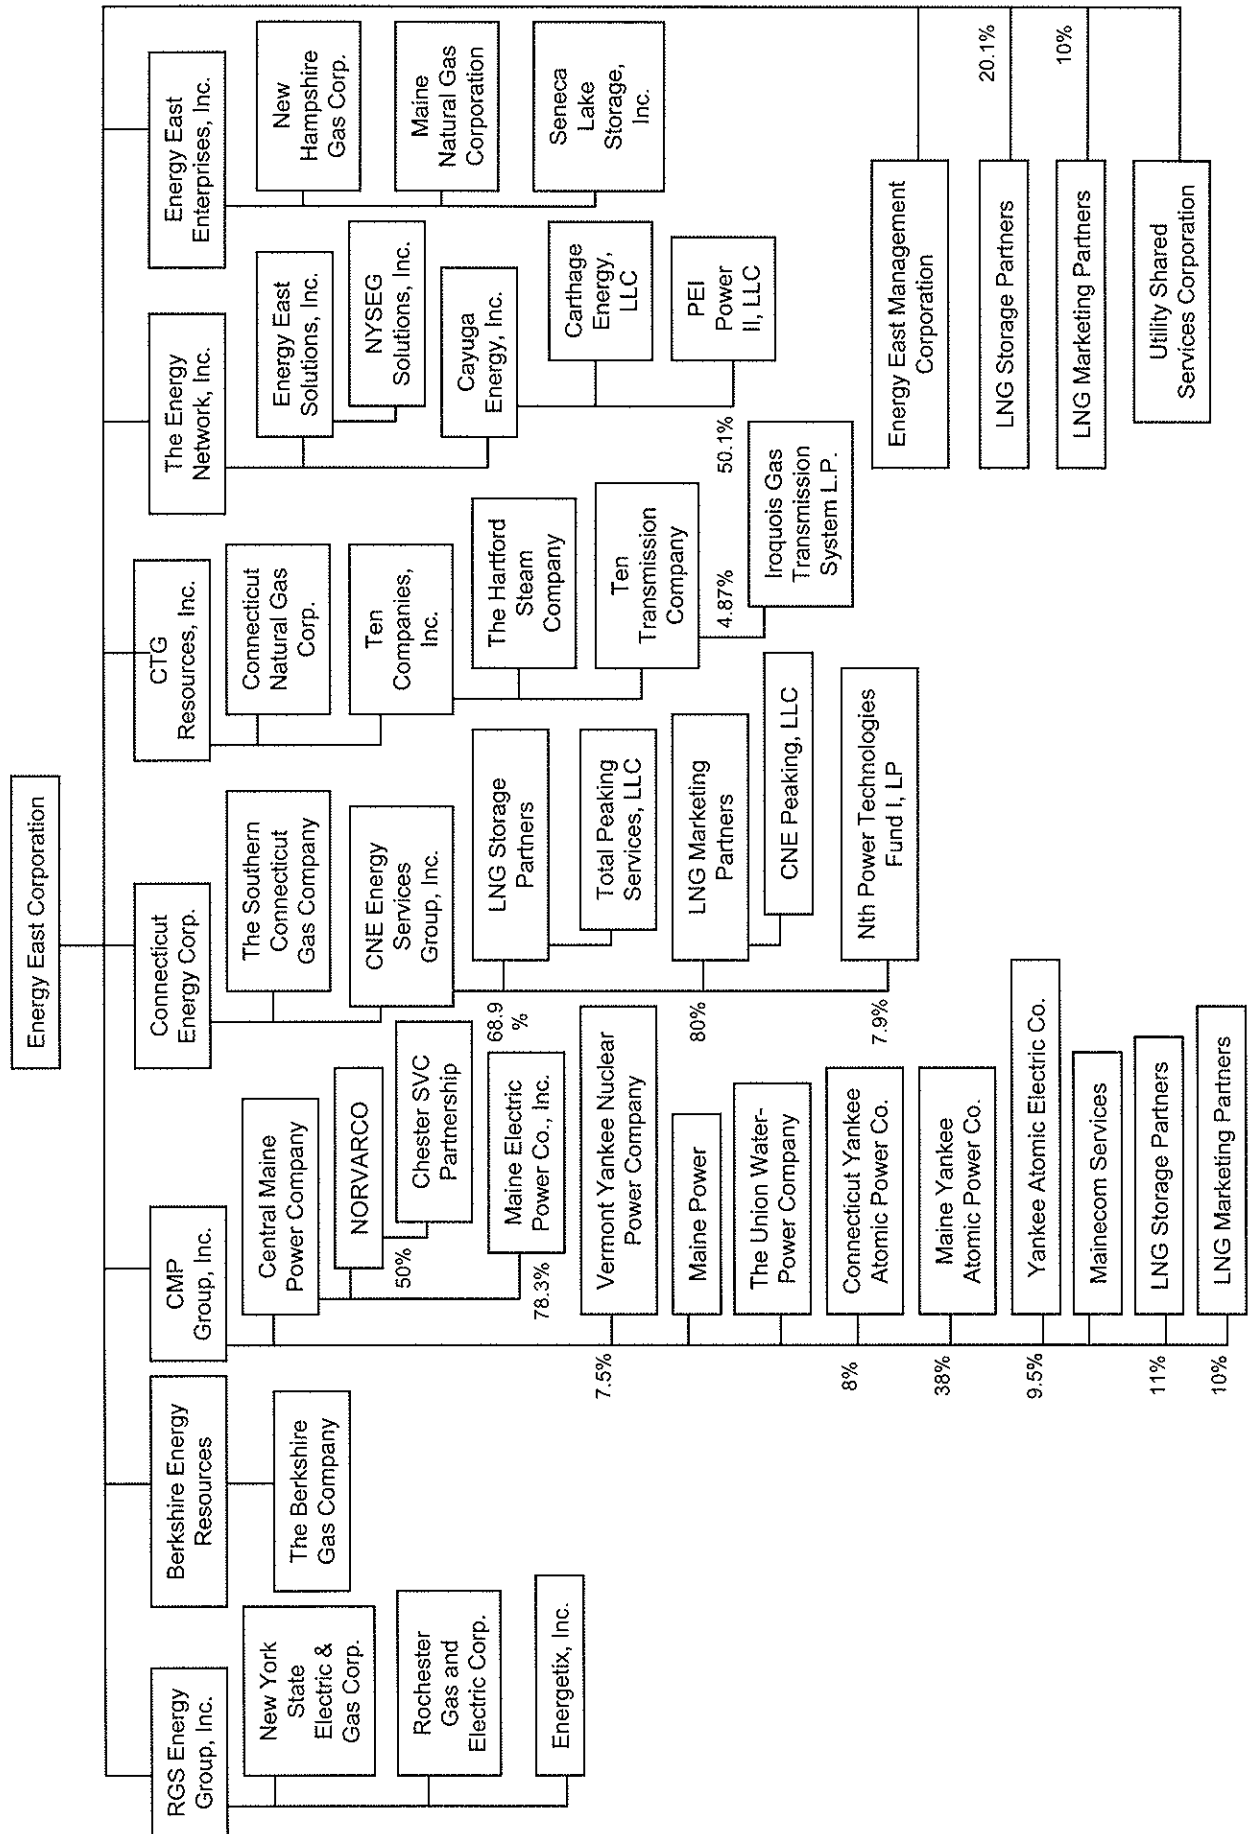 Energy East Corporation
RGS Energy
Group, Inc.
New York
State
Electric &
Gas Corp.
Rochester
Gas and
Electric Corp.
Energetix, Inc.
Berkshire Energy
Resources
The Berkshire
Gas Company
CMP
Group, Inc.
Central Maine
Power Company
NORVARCO
50%
Chester SVC
Partnership
78.3%
Maine Electric
Power Co., Inc.
7.5%
Vermont Yankee Nuclear
Power Company
Maine Power
The Union Water-
Power Company
8%
Connecticut Yankee
Atomic Power Co.
38%
Maine Yankee
Atomic Power Co.
9.5%
Yankee Atomic Electric Co.
Mainecom Services
11%
LNG Storage Partners
10%
LNG Marketing Partners
Connecticut
Energy Corp.
The Southern
Connecticut
Gas Company
CNE Energy
Services
Group, Inc.
68.9
%
LNG Storage
Partners
Total Peaking
Services, LLC
80%
LNG Marketing
Partners
CNE Peaking, LLC
7.9%
Nth Power Technologies
Fund I, LP
CTG
Resources, Inc.
Connecticut
Natural Gas
Corp.
Ten
Companies,
Inc.
The Hartford
Steam
Company
Ten
Transmission
Company
4.87%
Iroquois Gas
Transmission
System L.P.
The Energy
Network, Inc.
Energy East
Solutions, Inc.
NYSEG
Solutions, Inc.
Cayuga
Energy, Inc.
Carthage
Energy,
LLC
50.1%
PEI
Power
II, LLC
Energy East
Enterprises, Inc.
New
Hampshire
Gas Corp.
Maine
Natural Gas
Corporation
Seneca
Lake
Storage,
Inc.
Energy East Management
Corporation
LNG Storage Partners
20.1%
LNG Marketing Partners
10%
Utility Shared
Services Corporation